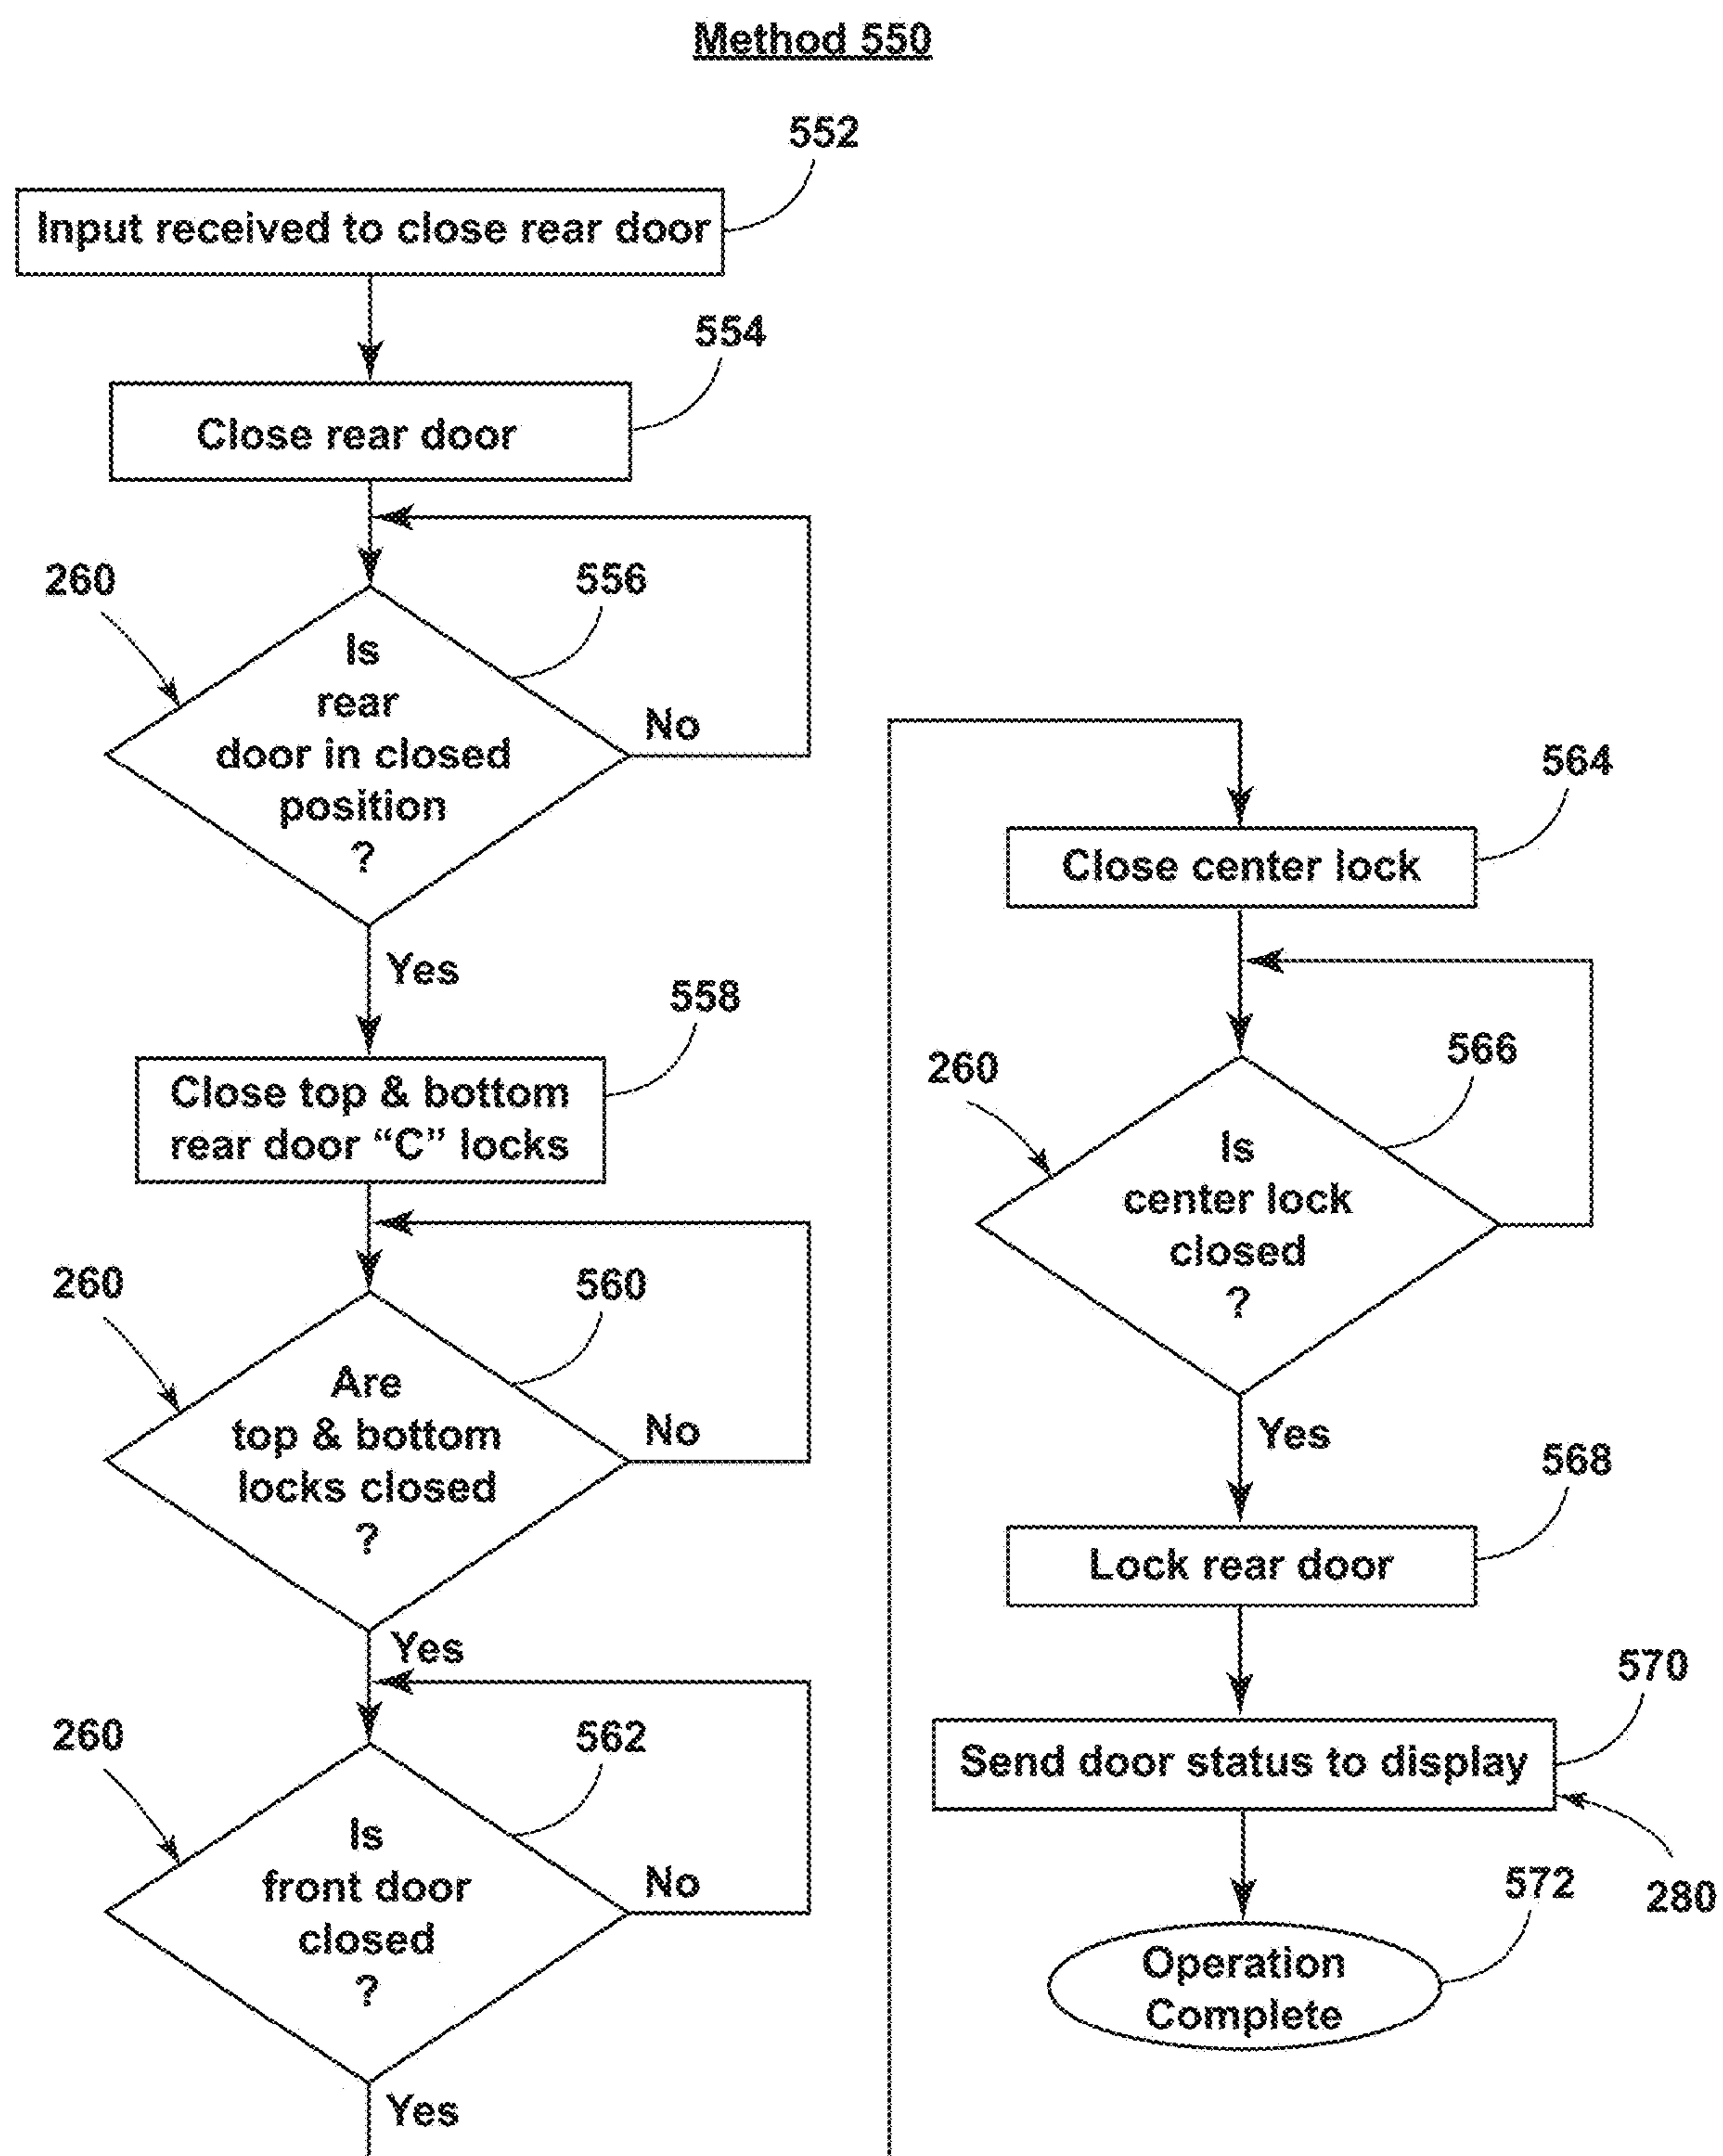 Method 550
552
Input received to close rear door
554
Close rear door
260
556
Is
rear
door in closed
position
?
No
Yes
558
Close top & bottom
rear door “C” locks
260
560
Are
top & bottom
locks closed
?
No
Yes
260
562
Is
front door
closed
?
No
Yes
564
Close center lock
260
566
Is
center lock
closed
?
Yes
568
Lock rear door
570
Send door status to display
280
572
Operation
Complete